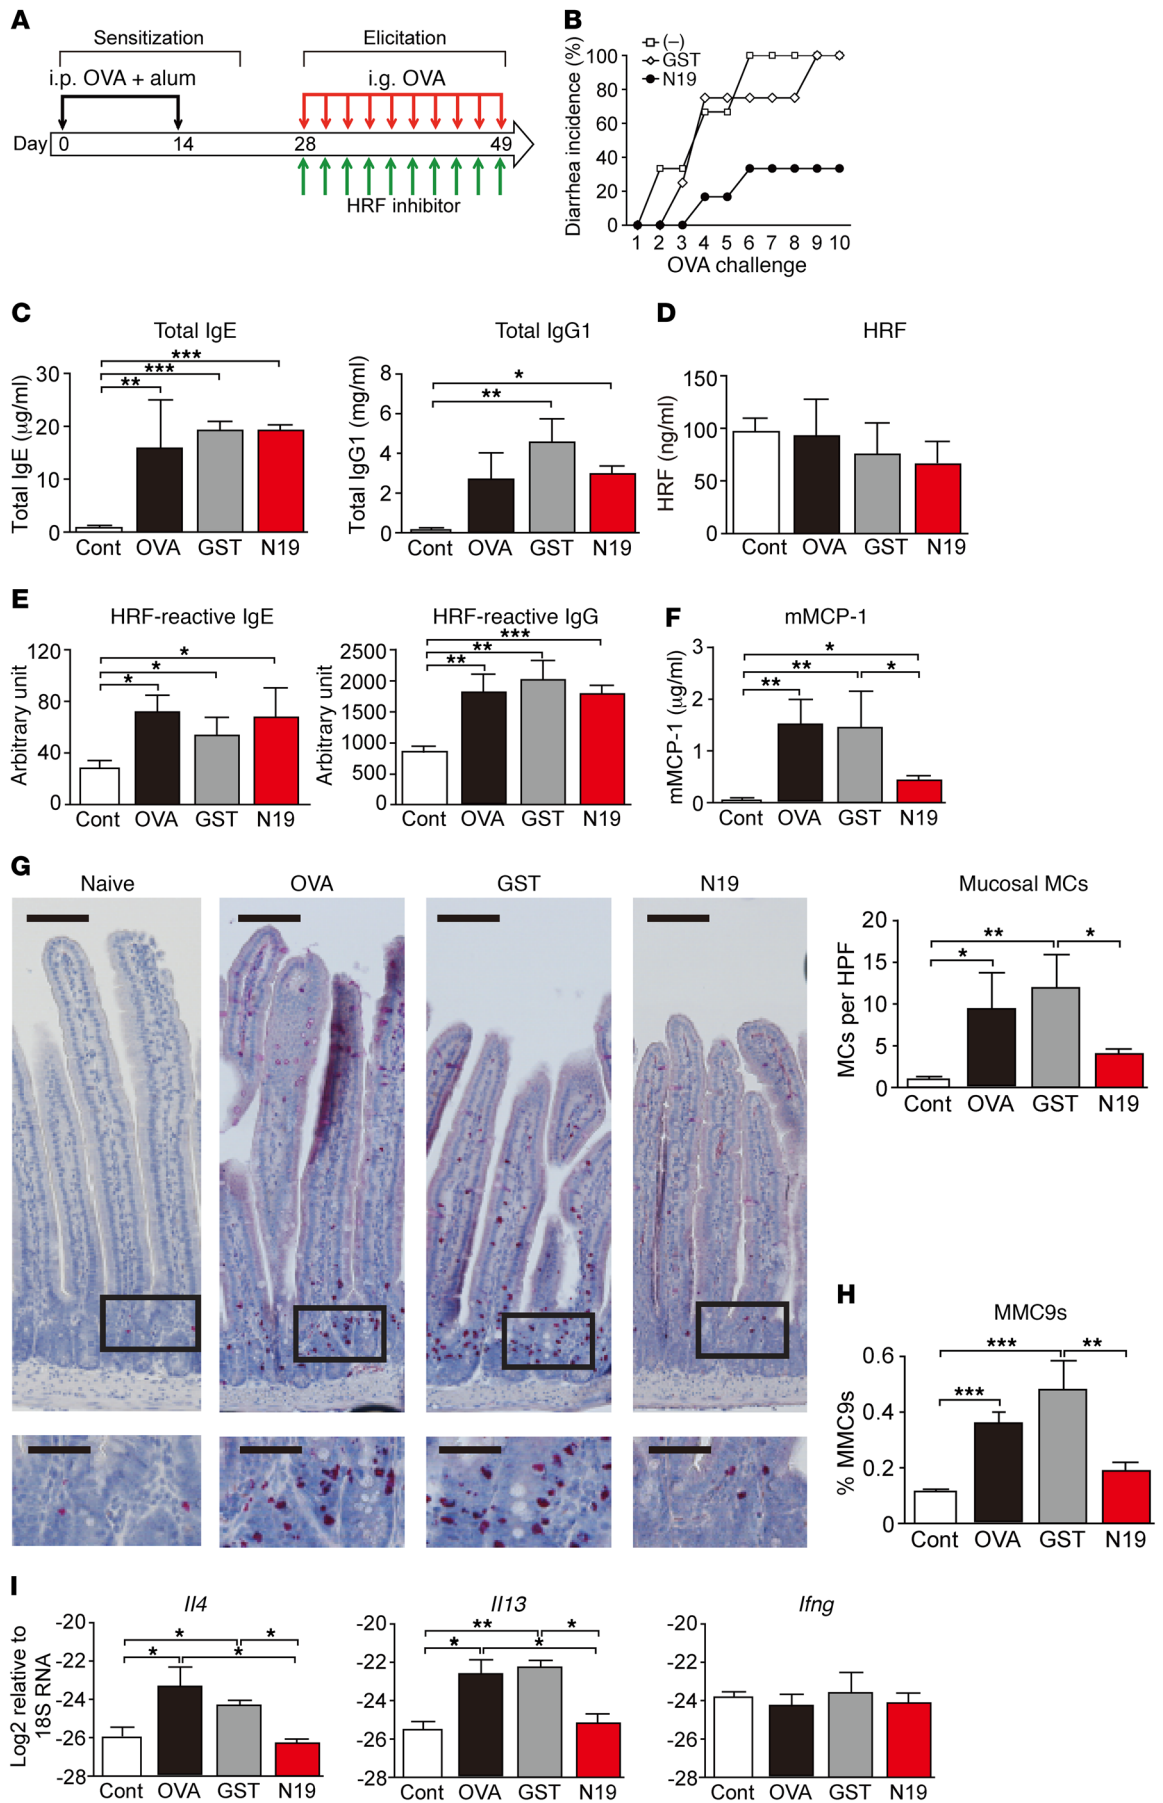 A
Sensitization
Elicitation
i.p. OVA + alum
i.g. OVA
Day 0 14 28 49
HRF inhibitor
B
Diarrhea incidence (%)
100
80
60
40
20
0
(–)
GST
N19
1 2 3 4 5 6 7 8 9 10
OVA challenge
C
Total IgE
Total IgE (μg/ml)
30
20
10
0
***
***
**
Cont OVA GST N19
Total IgG1
Total IgG1 (mg/ml)
8
6
4
2
0
*
**
Cont OVA GST N19
D
HRF
HRF (ng/ml)
150
100
50
0
Cont OVA GST N19
E
HRF-reactive IgE
Arbitrary unit
120
80
40
0
*
*
*
Cont OVA GST N19
HRF-reactive IgG
Arbitrary unit
2500
2000
1500
1000
500
0
***
**
**
Cont OVA GST N19
F
mMCP-1
mMCP-1 (μg/ml)
3
2
1
0
*
** *
**
Cont OVA GST N19
G
Naive OVA GST N19
Mucosal MCs
MCs per HPF
20
15
10
5
0
** *
*
Cont OVA GST N19
H
MMC9s
% MMC9s
0.6
0.4
0.2
0
*** **
***
Cont OVA GST N19
I
Il4
Log2 relative to
18S RNA
-20
-22
-24
-26
-28
* *
* *
Cont OVA GST N19
Il13
-20
-22
-24
-26
-28
** *
* *
Cont OVA GST N19
Ifng
-20
-22
-24
-26
-28
Cont OVA GST N19